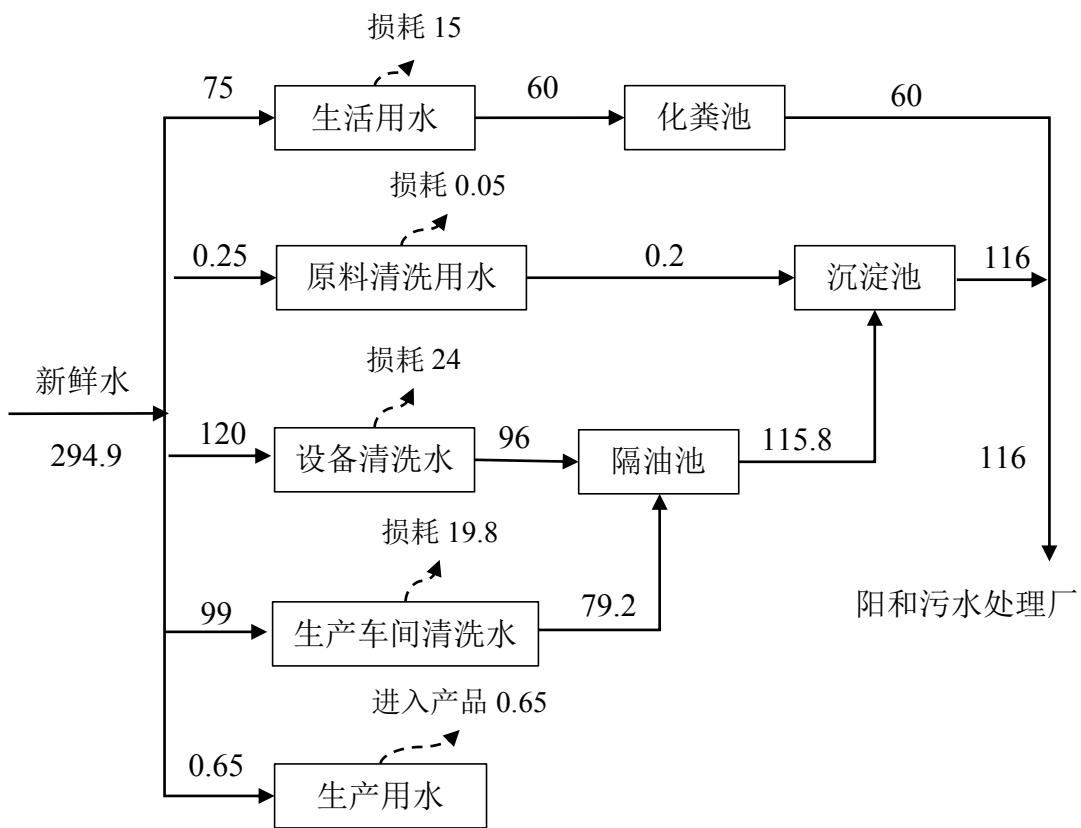 损耗 15
75
生活用水
60
化粪池
60
损耗 0.05
0.25
原料清洗用水
0.2
沉淀池
116
新鲜水
294.9
损耗 24
120
设备清洗水
96
隔油池
115.8
116
损耗 19.8
99
生产车间清洗水
79.2
阳和污水处理厂
进入产品 0.65
0.65
生产用水